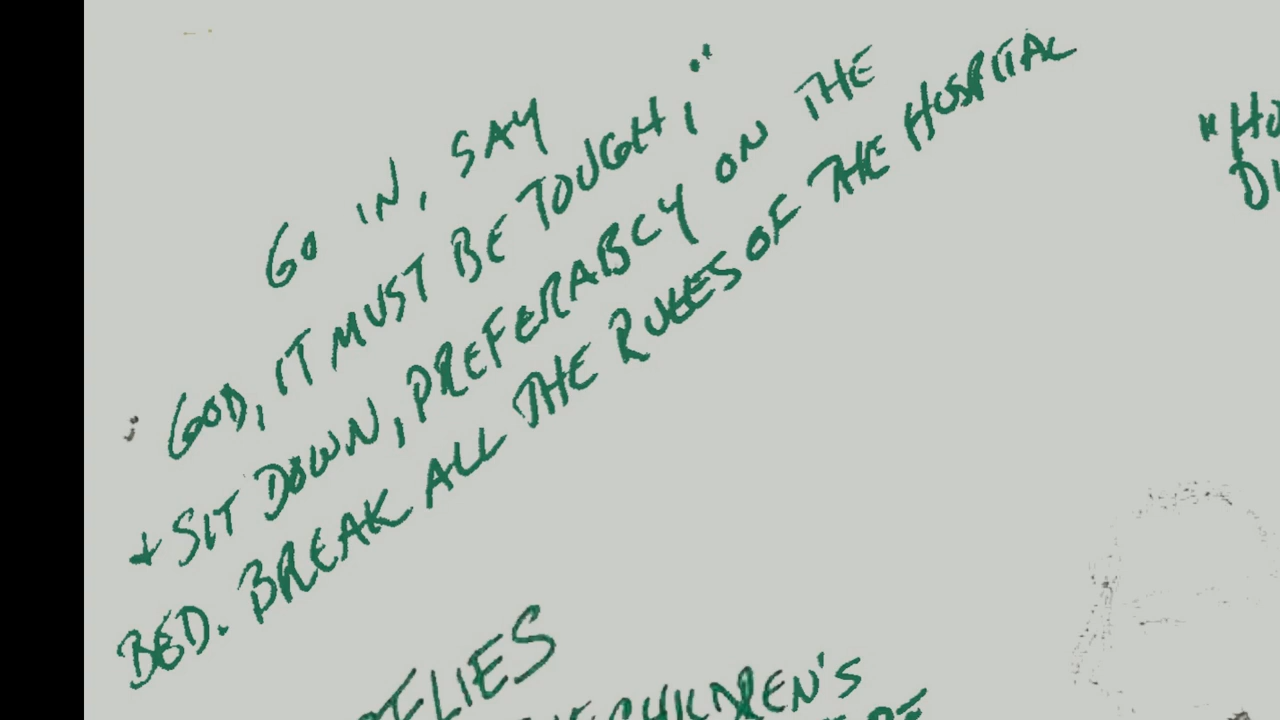 GO IN, SAY
GOD, IT MUST BE TOUGH,"
+ SIT DOWN, PREFERABLY ON THE
BED. BREAK ALL THE RULES OF THE HOSPITAL
CHILDREN'S